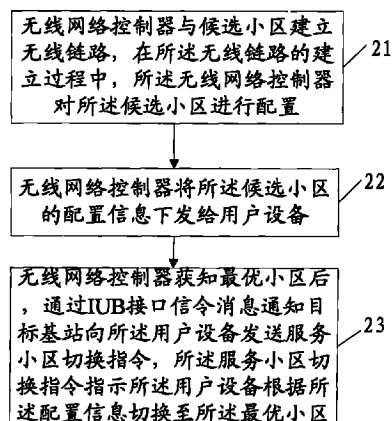 无线网络控制器与候选小区建立
无线链路，在所述无线链路的建
立过程中，所述无线网络控制器
对所述候选小区进行配置
21
无线网络控制器将所述候选小区
的配置信息下发给用户设备
22
无线网络控制器获知最优小区后
，通过IUB接口信令消息通知目
标基站向所述用户设备发送服务
小区切换指令，所述服务小区切
换指令指示所述用户设备根据所
述配置信息切换至所述最优小区
23